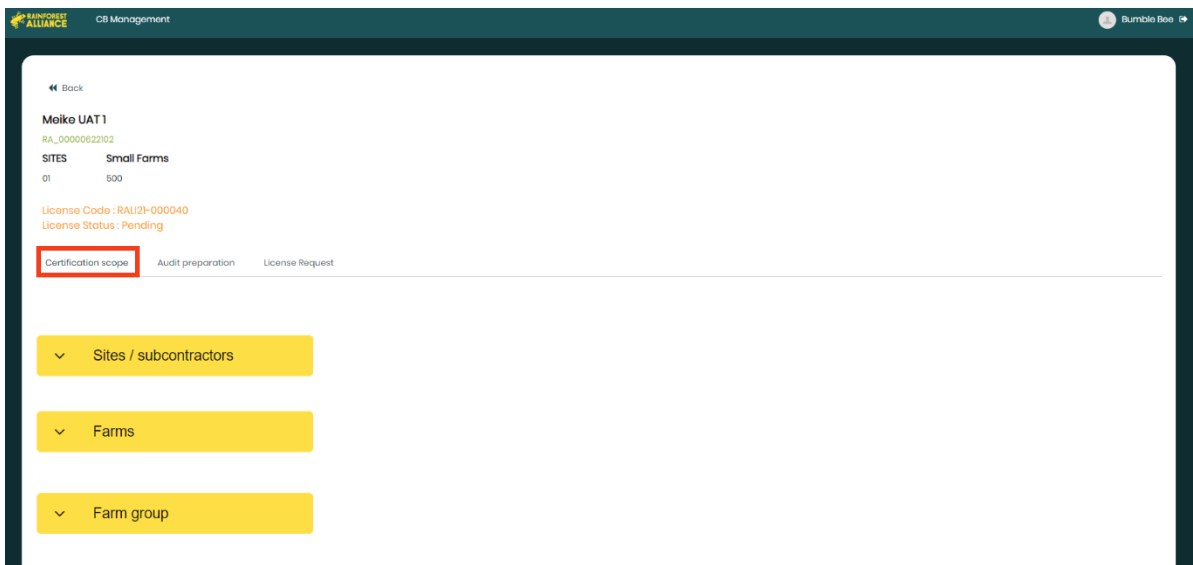 RAINFOREST
ALLIANCE
CB Management
Bumble Bee
Back
Meike UAT 1
RA_00000622102
SITES Small Farms
01 500
License Code : RALI21-000040
License Status : Pending
Certification scope Audit preparation License Request
Sites / subcontractors
Farms
Farm group